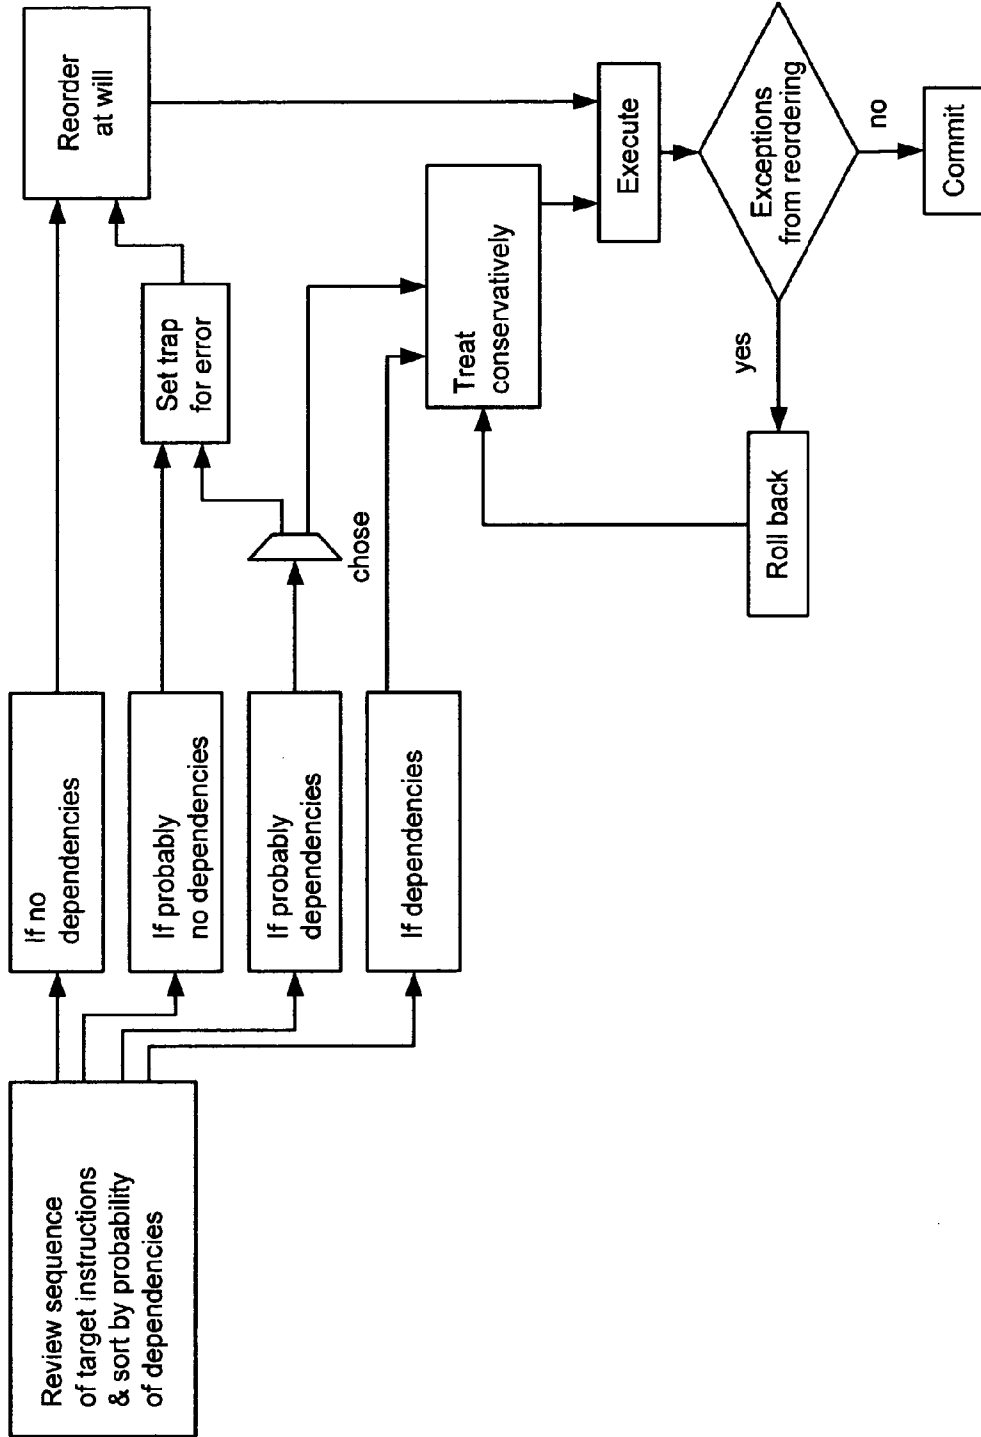 Review sequence
of target instructions
& sort by probability
of dependencies
If no
dependencies
If probably
no dependencies
If probably
dependencies
If dependencies
Set trap
for error
chose
Reorder
at will
Treat
conservatively
Execute
Exceptions
from reordering
yes
no
Roll back
Commit